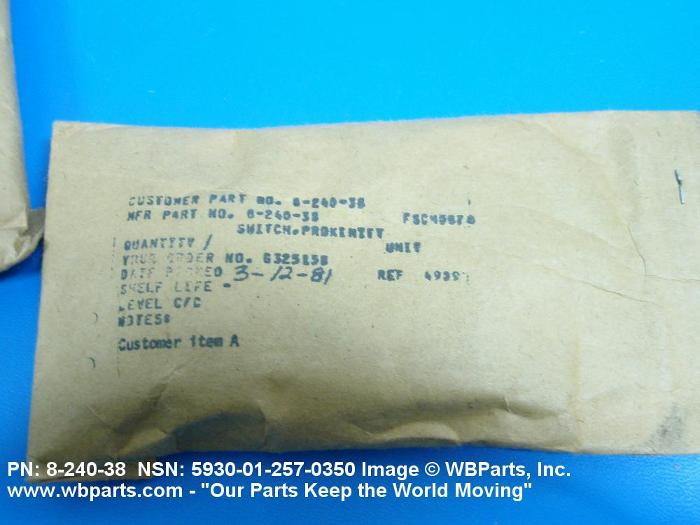 CUSTOMER PART NO. 8-240-38
MFR PART NO. 8-240-38
SWITCH.PROXIMITY
QUANTITY / UNIT
YOUR ORDER NO.
DATE PACKED 3-12-81 REF
SHELF LIFE -
LEVEL C/C
NOTES:
Customer item A
PN: 8-240-38 NSN: 5930-01-257-0350 Image © WBParts, Inc.
www.wbparts.com - "Our Parts Keep the World Moving"